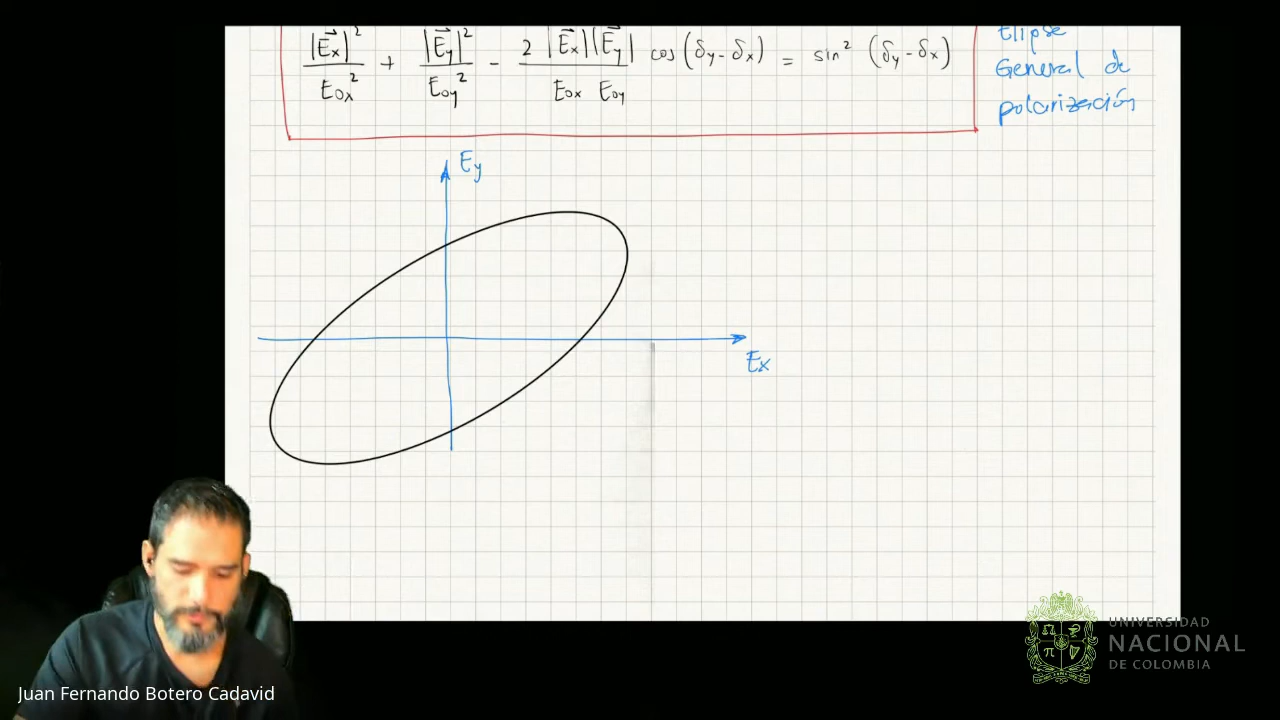 |E⃗x|²/E₀x² + |E⃗y|²/E₀y² - 2 |E⃗x||E⃗y|/E₀x E₀y cos (δy - δx) = sin² (δy - δx)
Elipse
General de
polarización
Ey
Ex
UNIVERSIDAD
NACIONAL
DE COLOMBIA
Juan Fernando Botero Cadavid